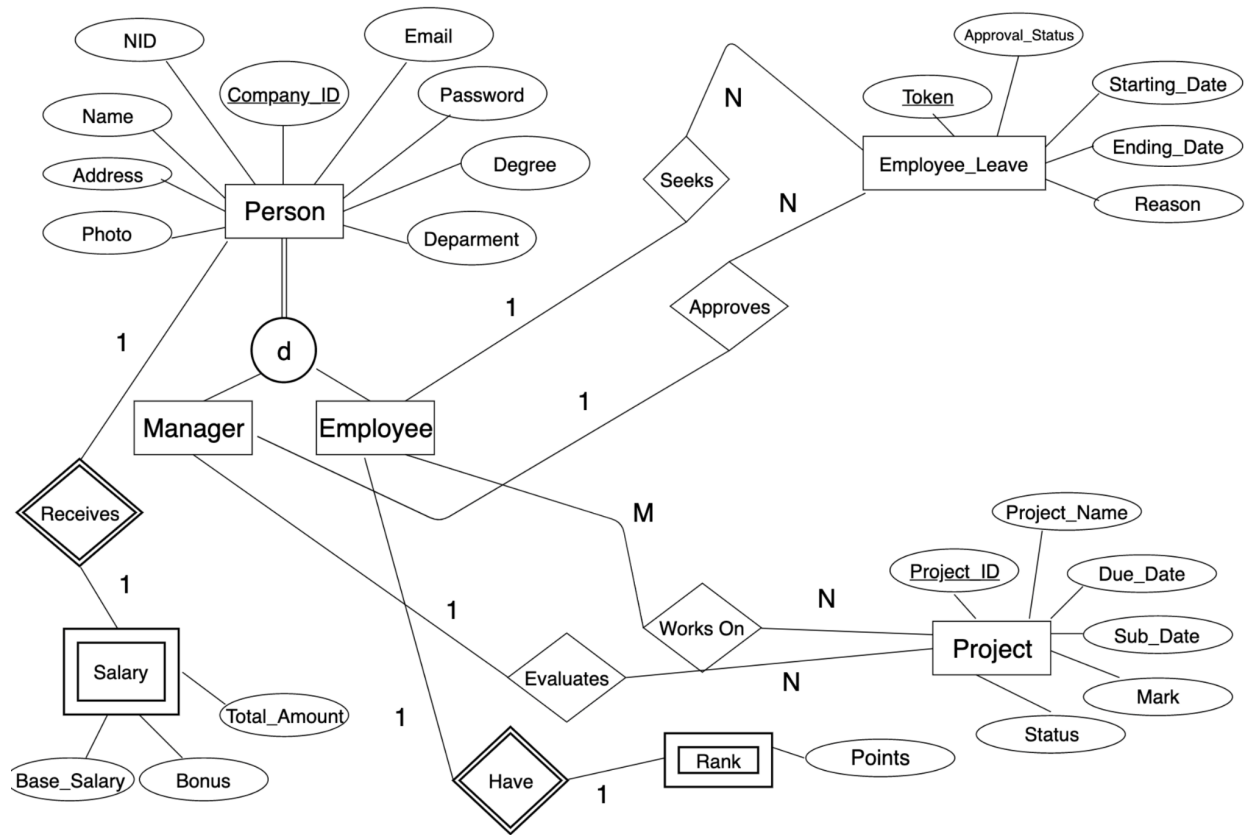 NID
Email
Approval_Status
Company_ID
Password
N
Token
Starting_Date
Name
Ending_Date
Employee_Leave
Degree
Address
Seeks
Person
N
Reason
Photo
Deparment
1
Approves
1
d
1
Manager
Employee
Receives
M
Project_Name
Project_ID
Due_Date
1
1
N
Works On
Sub_Date
Project
Salary
Evaluates
N
Mark
Total_Amount
1
Status
Base_Salary
Bonus
Have
Rank
Points
1